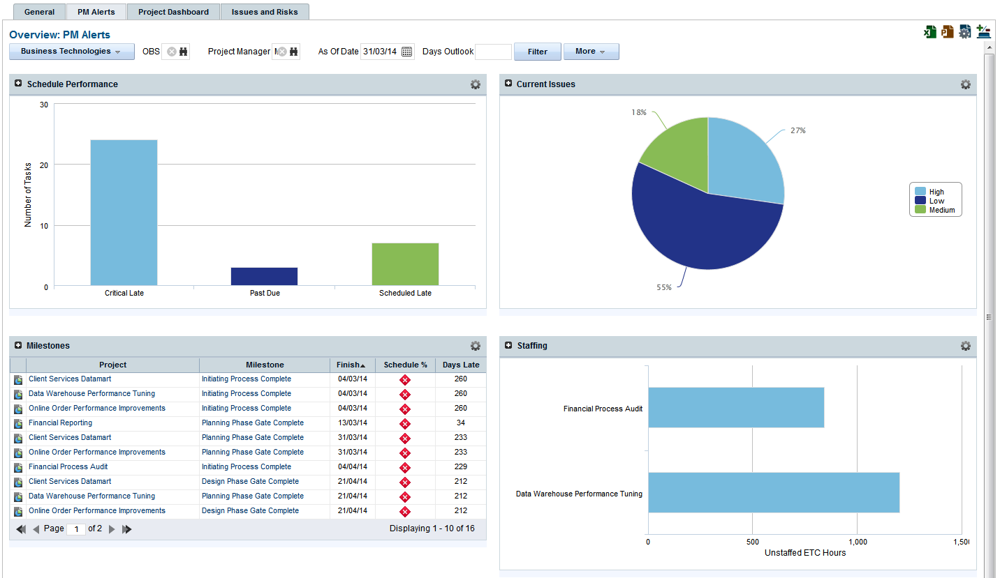 General PM Alerts Project Dashboard Issues and Risks
Overview: PM Alerts
Business Technologies OBS Project Manager As Of Date 31/03/14 Days Outlook Filter More
Schedule Performance
30
20
10
0
Number of Tasks
Critical Late Past Due Scheduled Late
Current Issues
18%
27%
55%
High
Low
Medium
Milestones
Project Milestone Finish Schedule % Days Late
Client Services Datamart Initiating Process Complete 04/03/14 260
Data Warehouse Performance Tuning Initiating Process Complete 04/03/14 260
Online Order Performance Improvements Initiating Process Complete 04/03/14 260
Financial Reporting Planning Phase Gate Complete 13/03/14 34
Client Services Datamart Planning Phase Gate Complete 31/03/14 233
Online Order Performance Improvements Planning Phase Gate Complete 31/03/14 233
Financial Process Audit Initiating Process Complete 04/04/14 229
Client Services Datamart Design Phase Gate Complete 21/04/14 212
Data Warehouse Performance Tuning Planning Phase Gate Complete 21/04/14 212
Online Order Performance Improvements Design Phase Gate Complete 21/04/14 212
Page 1 of 2 Displaying 1 - 10 of 16
Staffing
Financial Process Audit
Data Warehouse Performance Tuning
0 500 1,000
Unstaffed ETC Hours